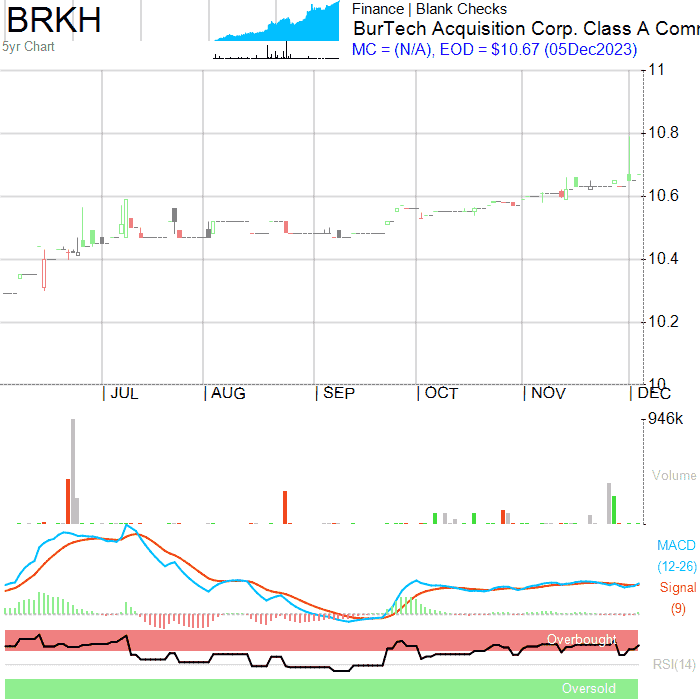 BRKH
5yr Chart
Finance | Blank Checks
BurTech Acquisition Corp. Class A Comm
MC = (N/A), EOD = $10.67 (05Dec2023)
11
10.8
10.6
10.4
10.2
10
| JUL | AUG | SEP | OCT | NOV | DEC
946k
Volume
MACD
(12-26)
Signal
(9)
Overbought
RSI(14)
Oversold